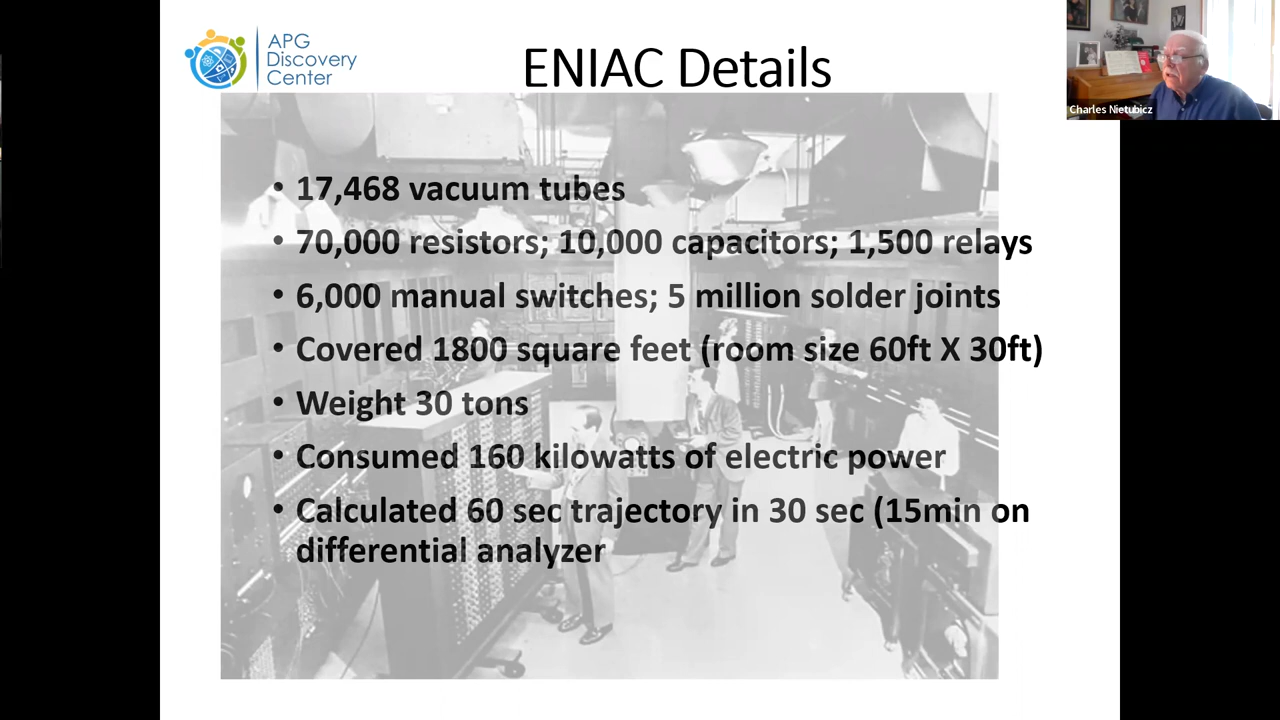 APG
Discovery
Center
ENIAC Details
Charles Nietubicz
• 17,468 vacuum tubes
• 70,000 resistors; 10,000 capacitors; 1,500 relays
• 6,000 manual switches; 5 million solder joints
• Covered 1800 square feet (room size 60ft X 30ft)
• Weight 30 tons
• Consumed 160 kilowatts of electric power
• Calculated 60 sec trajectory in 30 sec (15min on
differential analyzer